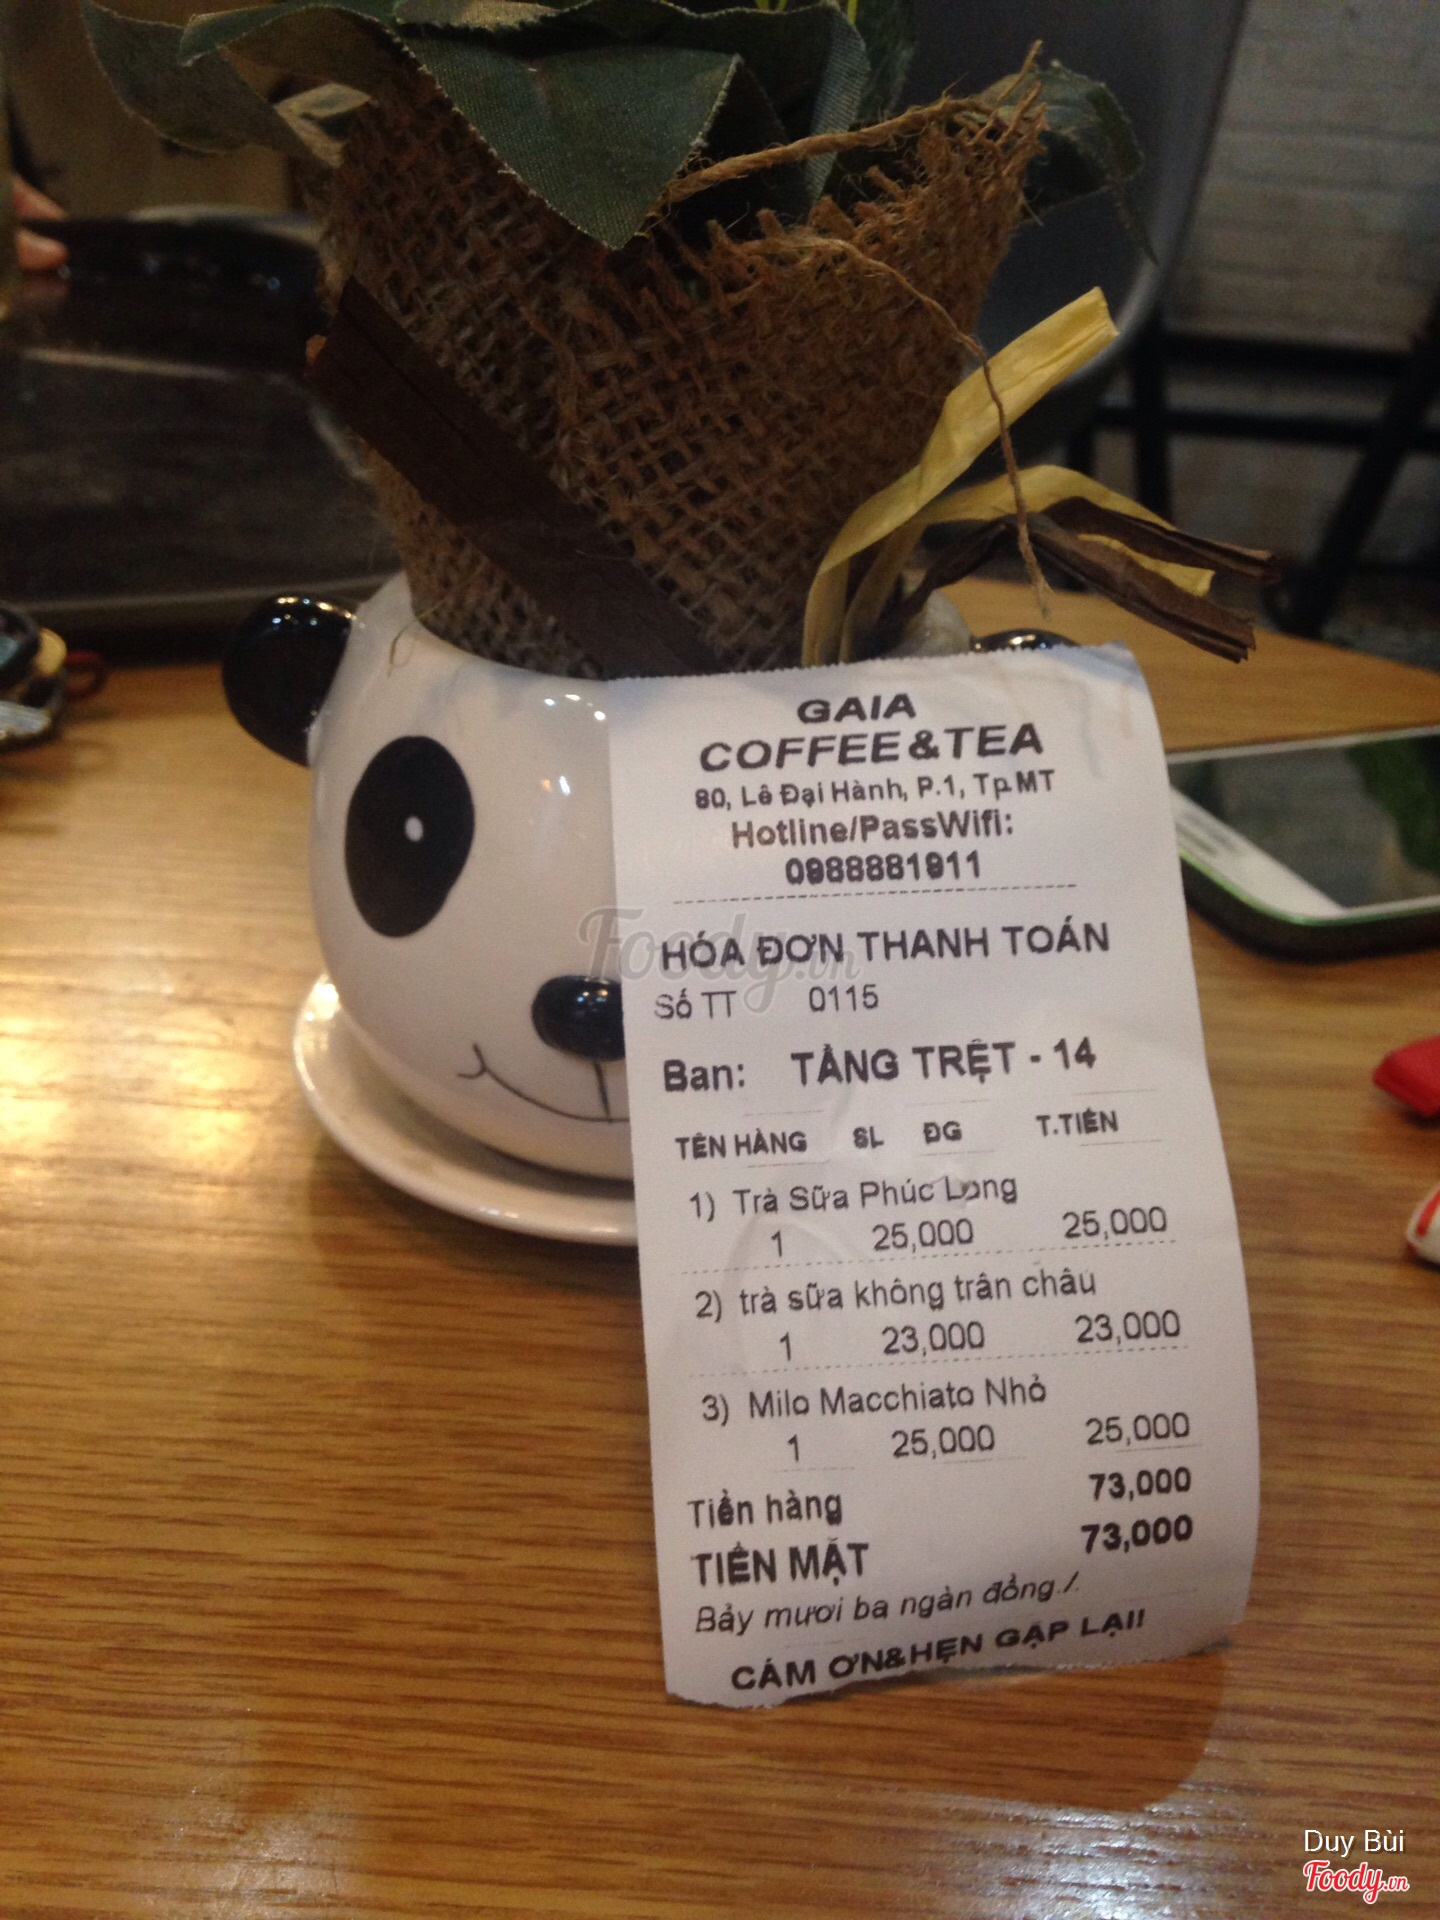 GAIA
COFFEE&TEA
80, Lê Đại Hành, P.1, Tp.MT
Hotline/PassWifi:
0988881911
HÓA ĐƠN THANH TOÁN
Số TT 0115
Ban: TẦNG TRỆT - 14
TÊN HÀNG SL ĐG T.TIỀN
1) Trà Sữa Phúc Long
1 25,000 25,000
2) trà sữa không trân châu
1 23,000 23,000
3) Milo Macchiato Nhỏ
1 25,000 25,000
Tiền hàng 73,000
TIỀN MẶT 73,000
Bảy mươi ba ngàn đồng./.
CÁM ƠN&HẸN GẶP LẠI!
Foody.vn
Duy Bùi
Foody.vn